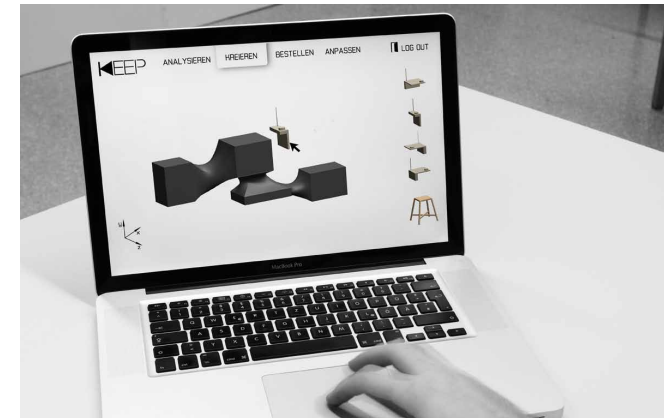 KEEP ANALYSIEREN KREIEREN BESTELLEN ANPASSEN LOG OUT
y
x
z
MacBook Pro